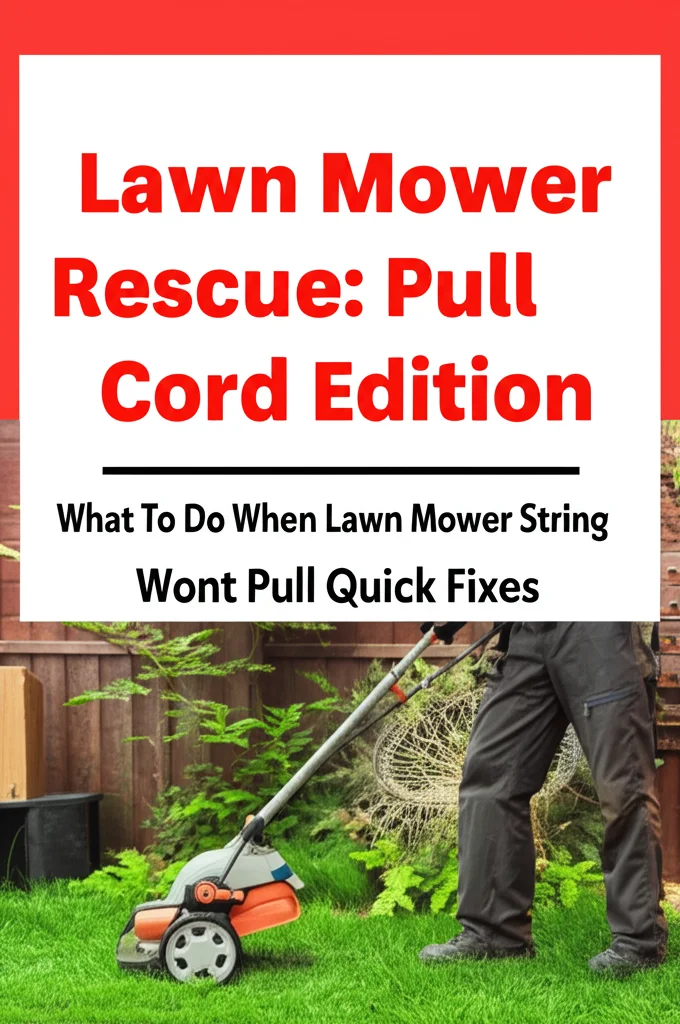 Lawn Mower
Rescue: Pull
Cord Edition
What To Do When Lawn Mower String
Wont Pull Quick Fixes